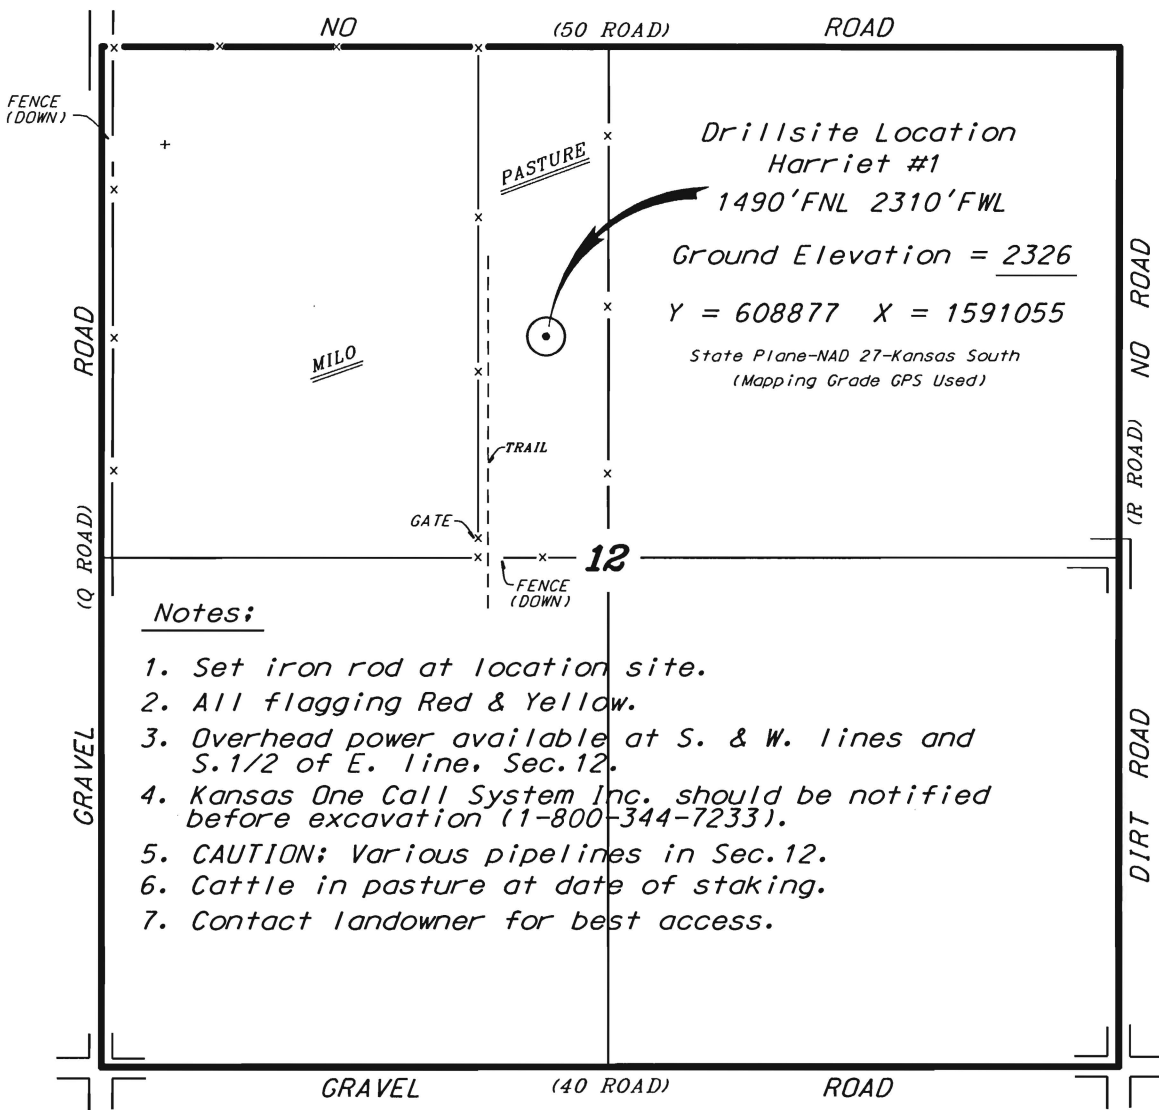 NO (50 ROAD) ROAD
FENCE
(DOWN)
PASTURE
Drillsite Location
Harriet #1
1490'FNL 2310'FWL
Ground Elevation = 2326
Y = 608877 X = 1591055
State Plane-NAD 27-Kansas South
(Mapping Grade GPS Used)
MILO
TRAIL
GATE
12
FENCE
(DOWN)
ROAD
(Q ROAD)
GRAVEL
NO ROAD
(R ROAD)
DIRT ROAD
Notes:
1. Set iron rod at location site.
2. All flagging Red & Yellow.
3. Overhead power available at S. & W. lines and
S.1/2 of E. line, Sec.12.
4. Kansas One Call System Inc. should be notified
before excavation (1-800-344-7233).
5. CAUTION: Various pipelines in Sec.12.
6. Cattle in pasture at date of staking.
7. Contact landowner for best access.
GRAVEL (40 ROAD) ROAD